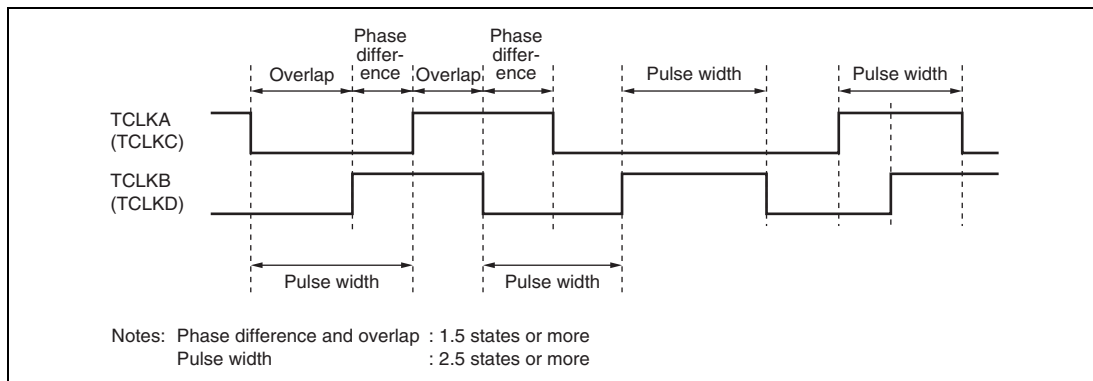 Phase
differ-
ence
Phase
differ-
ence
Overlap
Overlap
Pulse width
Pulse width
TCLKA
(TCLKC)
TCLKB
(TCLKD)
Pulse width
Pulse width
Notes: Phase difference and overlap : 1.5 states or more
Pulse width : 2.5 states or more